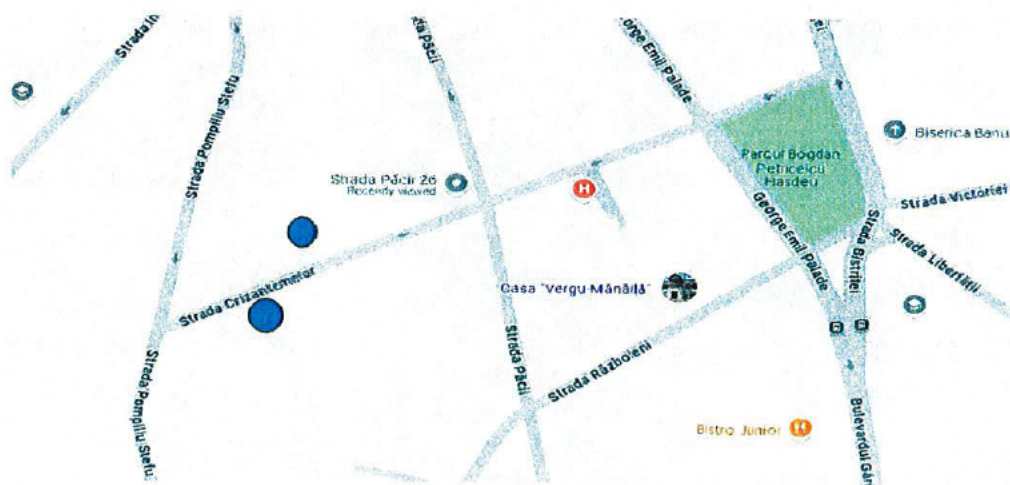 Strada Pompiliu Ștefu
Păcii
George Emil Palade
Biserica Banu
Parcul Bogdan
Petriceicu
Hasdeu
Strada Păcii 26
Recently viewed
H
Strada Victoriei
Strada Libertății
George Emil Palade
Strada Bistriței
Strada Crizantemelor
Casa "Vergu-Mănăilă"
Strada Păcii
Strada Războieni
Strada Pompiliu Ștefu
Bistro Junior
Bulevardul